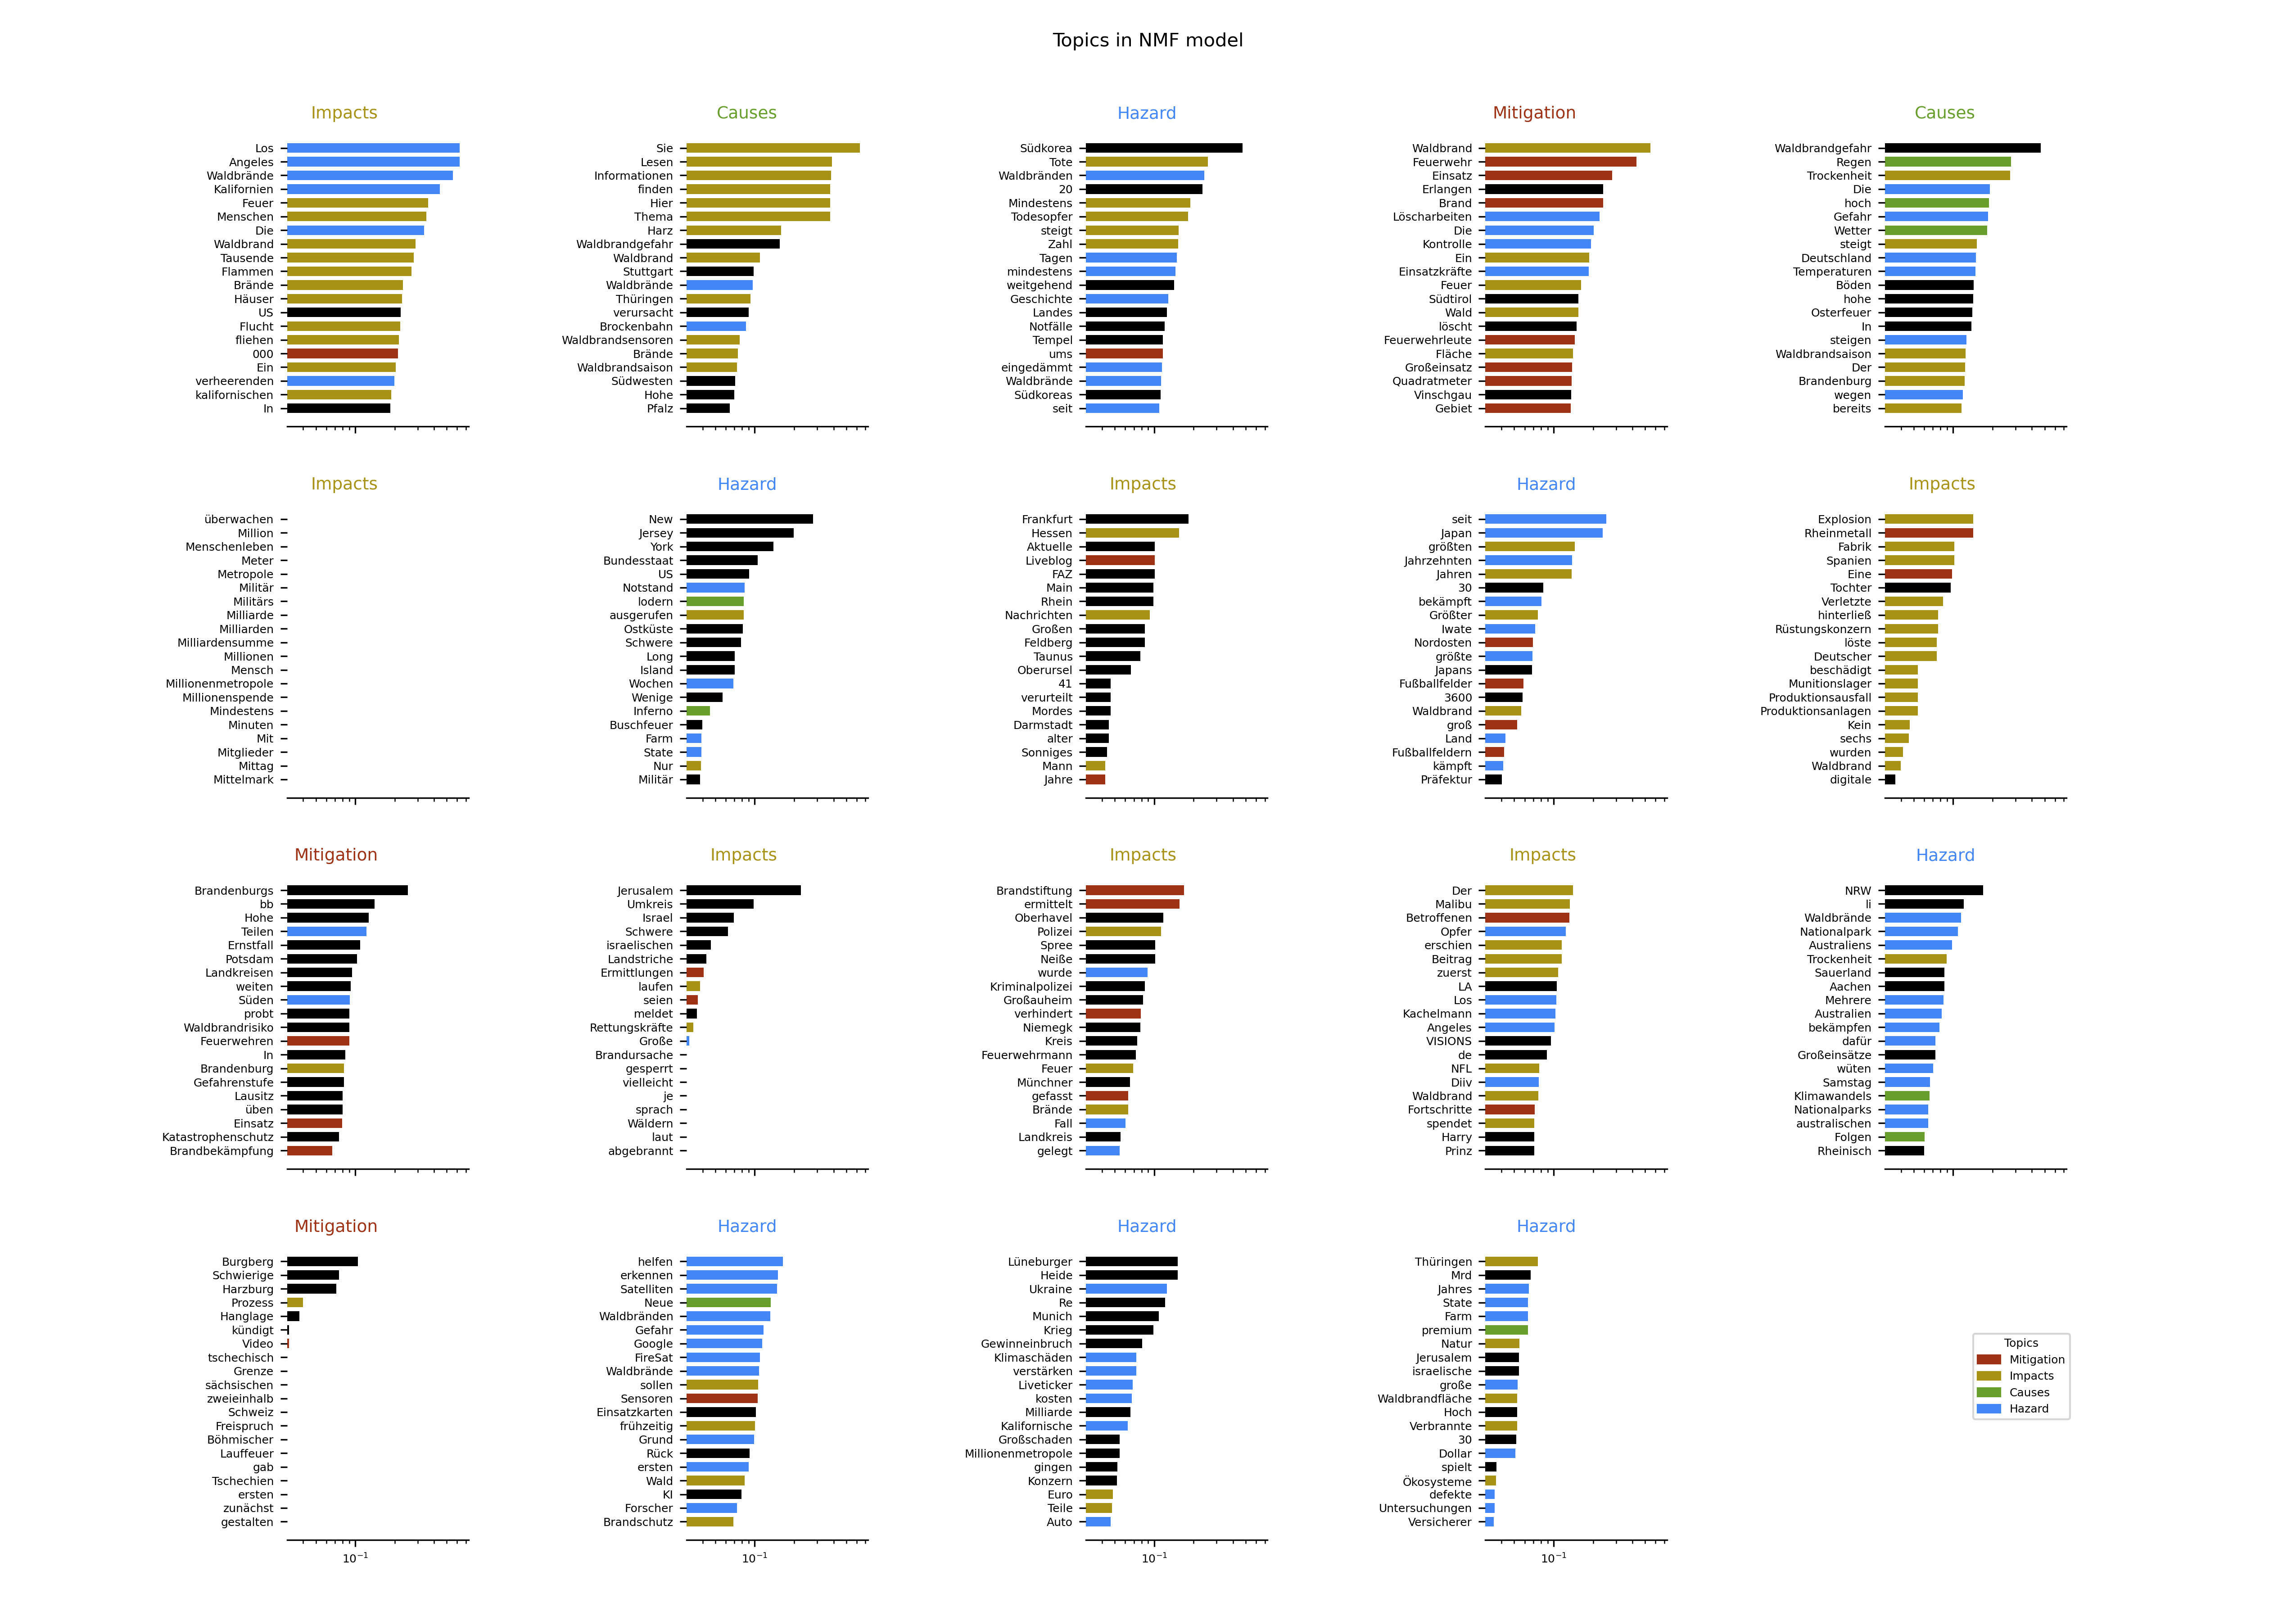 Topics in NMF model
Impacts
Los
Angeles
Waldbrände
Kalifornien
Feuer
Menschen
Die
Waldbrand
Tausende
Flammen
Brände
Häuser
US
Flucht
fliehen
000
Ein
verheerenden
kalifornischen
In
Causes
Sie
Lesen
Informationen
finden
Hier
Thema
Harz
Waldbrandgefahr
Waldbrand
Stuttgart
Waldbrände
Thüringen
verursacht
Brockenbahn
Waldbrandsensoren
Brände
Waldbrandsaison
Südwesten
Hohe
Pfalz
Hazard
Südkorea
Tote
Waldbränden
20
Mindestens
Todesopfer
steigt
Zahl
Tagen
mindestens
weitgehend
Geschichte
Landes
Notfälle
Tempel
ums
eingedämmt
Waldbrände
Südkoreas
seit
Mitigation
Waldbrand
Feuerwehr
Einsatz
Erlangen
Brand
Löscharbeiten
Die
Kontrolle
Ein
Einsatzkräfte
Feuer
Südtirol
Wald
löscht
Feuerwehrleute
Fläche
Großeinsatz
Quadratmeter
Vinschgau
Gebiet
Causes
Waldbrandgefahr
Regen
Trockenheit
Die
hoch
Gefahr
Wetter
steigt
Deutschland
Temperaturen
Böden
hohe
Osterfeuer
In
steigen
Waldbrandsaison
Der
Brandenburg
wegen
bereits
Impacts
überwachen
Million
Menschenleben
Meter
Metropole
Militär
Militärs
Milliarde
Milliarden
Milliardensumme
Millionen
Mensch
Millionenmetropole
Millionenspende
Mindestens
Minuten
Mit
Mitglieder
Mittag
Mittelmark
Hazard
New
Jersey
York
Bundesstaat
US
Notstand
lodern
ausgerufen
Ostküste
Schwere
Long
Island
Wochen
Wenige
Inferno
Buschfeuer
Farm
State
Nur
Militär
Impacts
Frankfurt
Hessen
Aktuelle
Liveblog
FAZ
Main
Rhein
Nachrichten
Großen
Feldberg
Taunus
Oberursel
41
verurteilt
Mordes
Darmstadt
alter
Sonniges
Mann
Jahre
Hazard
seit
Japan
größten
Jahrzehnten
Jahren
30
bekämpft
Größter
Iwate
Nordosten
größte
Japans
Fußballfelder
3600
Waldbrand
groß
Land
Fußballfeldern
kämpft
Präfektur
Impacts
Explosion
Rheinmetall
Fabrik
Spanien
Eine
Tochter
Verletzte
hinterließ
Rüstungskonzern
löste
Deutscher
beschädigt
Munitionslager
Produktionsausfall
Produktionsanlagen
Kein
sechs
wurden
Waldbrand
digitale
Mitigation
Brandenburgs
bb
Hohe
Teilen
Ernstfall
Potsdam
Landkreisen
weiten
Süden
probt
Waldbrandrisiko
Feuerwehren
In
Brandenburg
Gefahrenstufe
Lausitz
üben
Einsatz
Katastrophenschutz
Brandbekämpfung
Impacts
Jerusalem
Umkreis
Israel
Schwere
israelischen
Landstriche
Ermittlungen
laufen
seien
meldet
Rettungskräfte
Große
Brandursache
gesperrt
vielleicht
je
sprach
Wäldern
laut
abgebrannt
Impacts
Brandstiftung
ermittelt
Oberhavel
Polizei
Spree
Neiße
wurde
Kriminalpolizei
Großauheim
verhindert
Niemegk
Kreis
Feuerwehrmann
Feuer
Münchner
gefasst
Brände
Fall
Landkreis
gelegt
Impacts
Der
Malibu
Betroffenen
Opfer
erschien
Beitrag
zuerst
LA
Los
Kachelmann
Angeles
VISIONS
de
NFL
Diiv
Waldbrand
Fortschritte
spendet
Harry
Prinz
Hazard
NRW
li
Waldbrände
Nationalpark
Australiens
Trockenheit
Sauerland
Aachen
Mehrere
Australien
bekämpfen
dafür
Großeinsätze
wüten
Samstag
Klimawandels
Nationalparks
australischen
Folgen
Rheinisch
Mitigation
Burgberg
Schwierige
Harzburg
Prozess
Hanglage
kündigt
Video
tschechisch
Grenze
sächsischen
zweieinhalb
Schweiz
Freispruch
Böhmischer
Lauffeuer
gab
Tschechien
ersten
zunächst
gestalten
10⁻¹
Hazard
helfen
erkennen
Satelliten
Neue
Waldbränden
Gefahr
Google
FireSat
Waldbrände
sollen
Sensoren
Einsatzkarten
frühzeitig
Grund
Rück
ersten
Wald
KI
Forscher
Brandschutz
10⁻¹
Hazard
Lüneburger
Heide
Ukraine
Re
Munich
Krieg
Gewinneinbruch
Klimaschäden
verstärken
Liveticker
kosten
Milliarde
Kalifornische
Großschaden
Millionenmetropole
gingen
Konzern
Euro
Teile
Auto
10⁻¹
Hazard
Thüringen
Mrd
Jahres
State
Farm
premium
Natur
Jerusalem
israelische
große
Waldbrandfläche
Hoch
Verbrannte
30
Dollar
spielt
Ökosysteme
defekte
Untersuchungen
Versicherer
10⁻¹
Topics
Mitigation
Impacts
Causes
Hazard